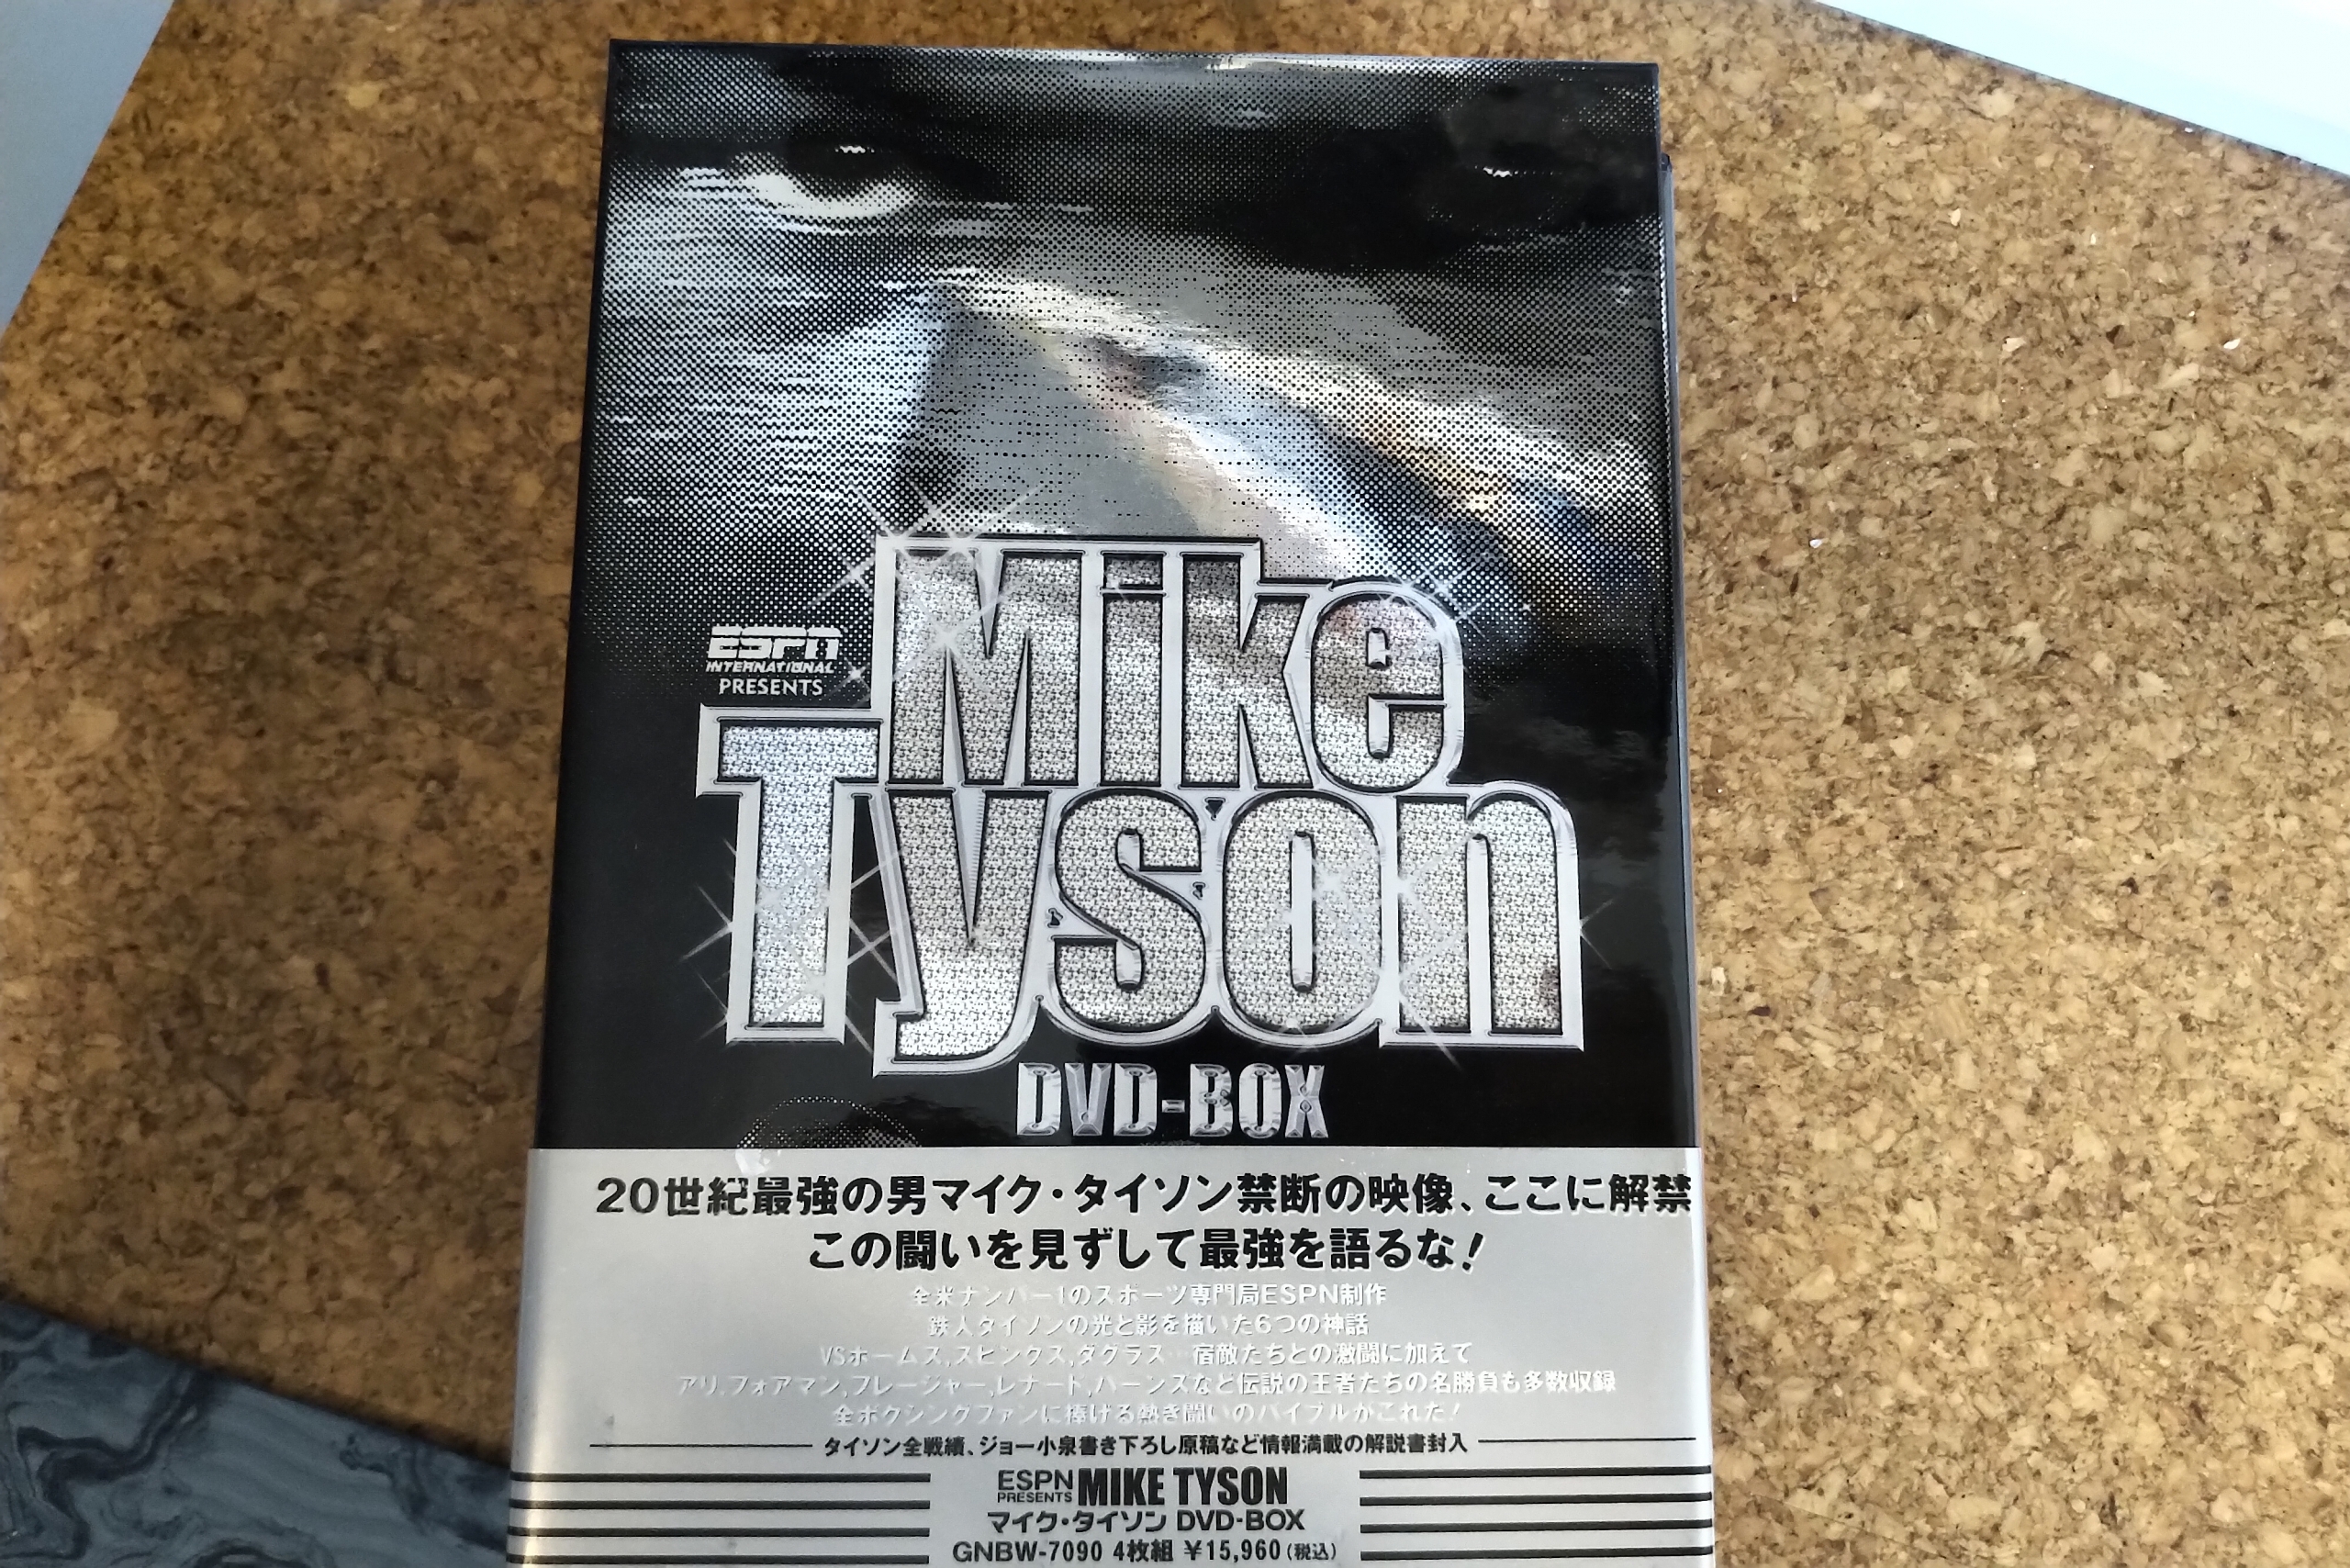 ESPN
INTERNATIONAL
PRESENTS
Mike
Tyson
DVD-BOX
20世紀最強の男マイク・タイソン禁断の映像、ここに解禁
この闘いを見ずして最強を語るな!
全米ナンバー1のスポーツ専門局ESPN制作
鉄人タイソンの光と影を描いた6つの神話
VSホームズ,スピンクス,ダグラス…宿敵たちとの激闘に加えて
アリ,フォアマン,フレージャー,レナード,ハーンズなど伝説の王者たちの名勝負も多数収録
全ボクシングファンに捧げる熱き闘いのバイブルがこれだ!
タイソン全戦績、ジョー小泉書き下ろし原稿など情報満載の解説書封入
ESPN PRESENTS MIKE TYSON
マイク・タイソン DVD-BOX
GNBW-7090 4枚組 ¥15,960(税込)